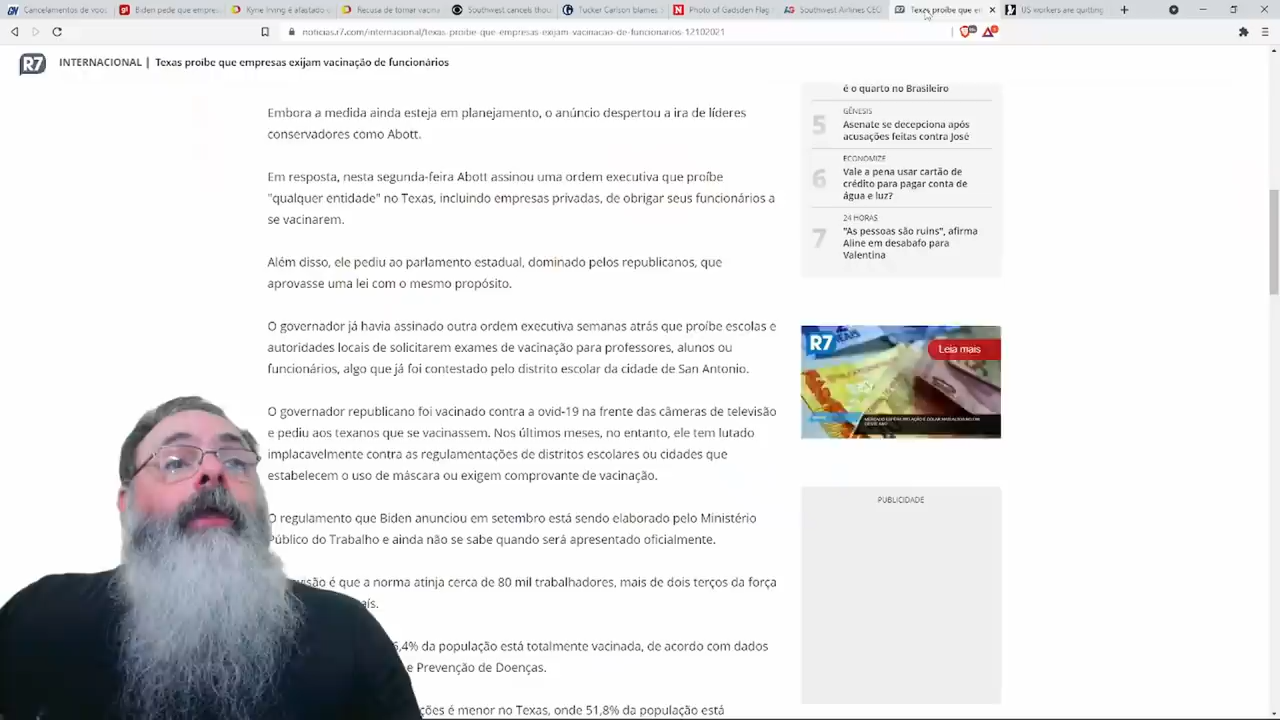 Cancelamentos de voos
Biden pede que empres
Kyrie Irving é afastado o
Recusa de tomar vacina
Southwest cancels thou
Tucker Carlson blames
Photo of Gadsden Flag
Southwest Airlines CEO
Texas proíbe que em
US workers are quitting
noticias.r7.com/internacional/texas-proibe-que-empresas-exijam-vacinacao-de-funcionarios-12102021
R7 INTERNACIONAL | Texas proíbe que empresas exijam vacinação de funcionários
Embora a medida ainda esteja em planejamento, o anúncio despertou a ira de líderes
conservadores como Abott.
Em resposta, nesta segunda-feira Abott assinou uma ordem executiva que proíbe
"qualquer entidade" no Texas, incluindo empresas privadas, de obrigar seus funcionários a
se vacinarem.
Além disso, ele pediu ao parlamento estadual, dominado pelos republicanos, que
aprovasse uma lei com o mesmo propósito.
O governador já havia assinado outra ordem executiva semanas atrás que proíbe escolas e
autoridades locais de solicitarem exames de vacinação para professores, alunos ou
funcionários, algo que já foi contestado pelo distrito escolar da cidade de San Antonio.
O governador republicano foi vacinado contra a ovid-19 na frente das câmeras de televisão
e pediu aos texanos que se vacinassem. Nos últimos meses, no entanto, ele tem lutado
implacavelmente contra as regulamentações de distritos escolares ou cidades que
estabelecem o uso de máscara ou exigem comprovante de vacinação.
O regulamento que Biden anunciou em setembro está sendo elaborado pelo Ministério
Público do Trabalho e ainda não se sabe quando será apresentado oficialmente.
visão é que a norma atinja cerca de 80 mil trabalhadores, mais de dois terços da força
aís.
6,4% da população está totalmente vacinada, de acordo com dados
e Prevenção de Doenças.
ções é menor no Texas, onde 51,8% da população está
é o quarto no Brasileiro
GÊNESIS
5 Asenate se decepciona após
acusações feitas contra José
ECONOMIZE
6 Vale a pena usar cartão de
crédito para pagar conta de
água e luz?
24 HORAS
7 "As pessoas são ruins", afirma
Aline em desabafo para
Valentina
R7
Leia mais
PUBLICIDADE